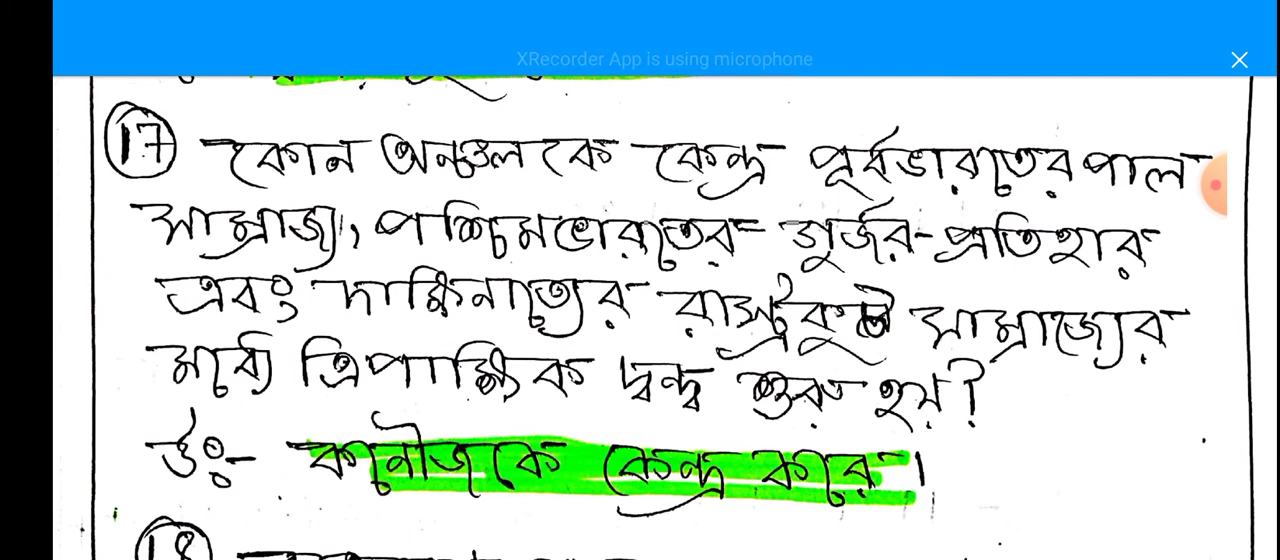 XRecorder App is using microphone
17 কোন অঞ্চলকে কেন্দ্র পূর্বভারতের পাল
সাম্রাজ্য, পশ্চিমভারতের গুর্জর-প্রতিহার
এবং দাক্ষিনাত্যের রাস্ট্রকুট সাম্রাজ্যের
মধ্যে ত্রিপাক্ষিক দ্বন্দ্ব শুরু হয়?
উঃ- কনৌজকে কেন্দ্র করে।
18